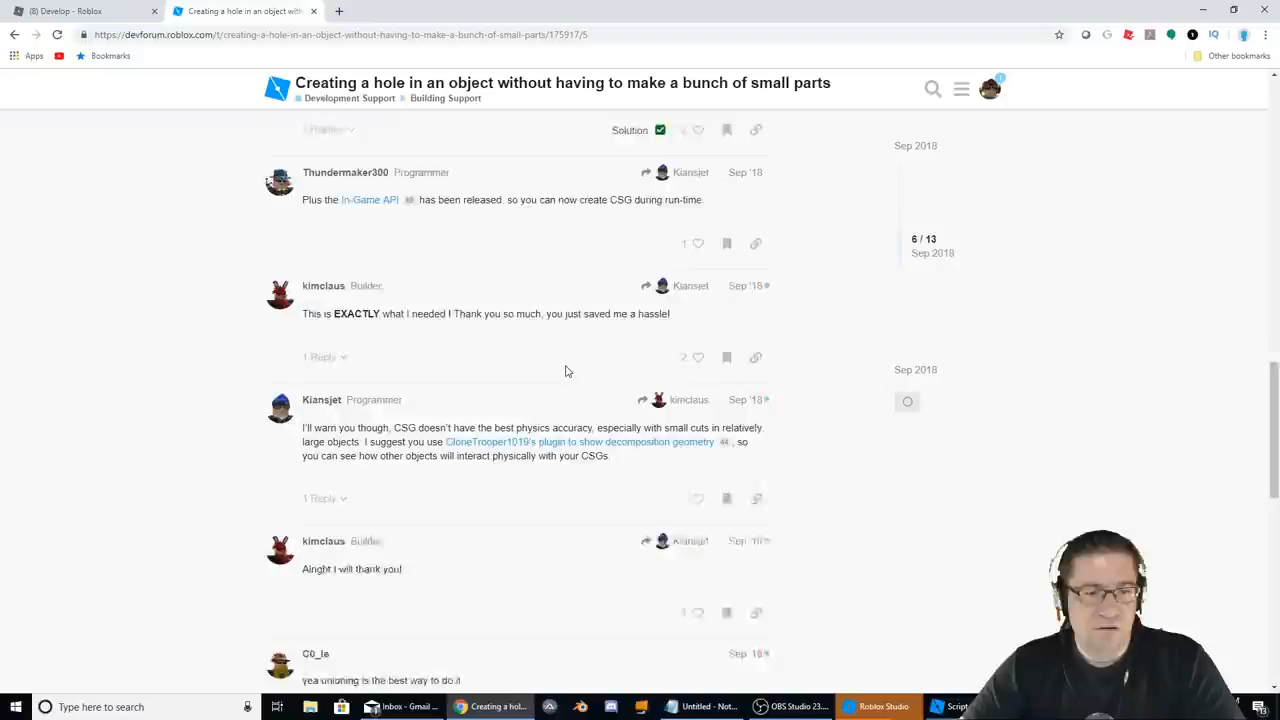 (8) Develop - Roblox
Creating a hole in an object witho
https://devforum.roblox.com/t/creating-a-hole-in-an-object-without-having-to-make-a-bunch-of-small-parts/175917/5
Apps
Bookmarks
Other bookmarks
Creating a hole in an object without having to make a bunch of small parts
Development Support
Building Support
Solution
2
Sep 2018
Thundermaker300 Programmer
Kiansjet Sep '18
Plus the In-Game API has been released, so you can now create CSG during run-time.
6 / 13
Sep 2018
1
kimclaus Builder
Kiansjet Sep '18
This is EXACTLY what I needed ! Thank you so much, you just saved me a hassle!
1 Reply
2
Sep 2018
Kiansjet Programmer
kimclaus Sep '18
I'll warn you though, CSG doesn't have the best physics accuracy, especially with small cuts in relatively
large objects. I suggest you use CloneTrooper1019's plugin to show decomposition geometry 44 , so
you can see how other objects will interact physically with your CSGs.
1 Reply
kimclaus Builder
Kiansjet Sep '18
Alright I will thank you!
Sep '18
yea unioning is the best way to do it
Type here to search
Inbox - Gmail ...
Creating a hol...
Untitled - Not...
OBS Studio 23....
Roblox Studio
Script